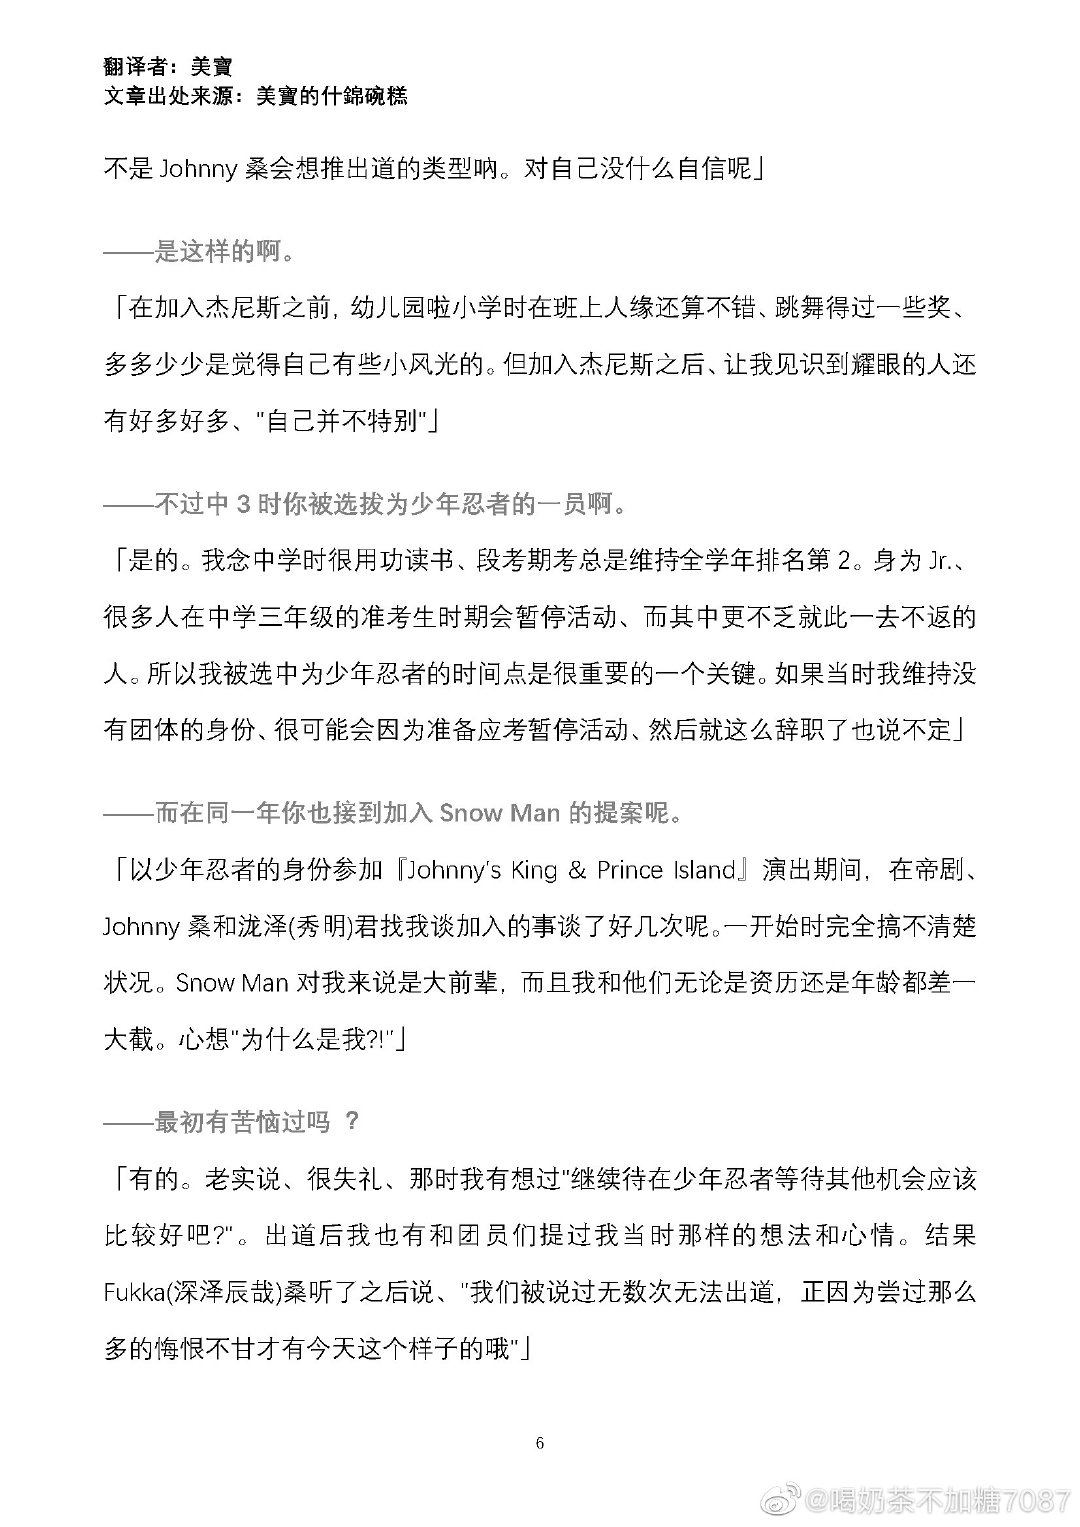 翻译者：美寶
文章出处来源：美寶的什錦碗糕
不是 Johnny 桑会想推出道的类型呐。对自己没什么自信呢」
——是这样的啊。
「在加入杰尼斯之前，幼儿园啦小学时在班上人缘还算不错、跳舞得过一些奖、
多多少少是觉得自己有些小风光的。但加入杰尼斯之后、让我见识到耀眼的人还
有好多好多、"自己并不特别"」
——不过中 3 时你被选拔为少年忍者的一员啊。
「是的。我念中学时很用功读书、段考期考总是维持全学年排名第 2。身为 Jr.、
很多人在中学三年级的准考生时期会暂停活动、而其中更不乏就此一去不返的
人。所以我被选中为少年忍者的时间点是很重要的一个关键。如果当时我维持没
有团体的身份、很可能会因为准备应考暂停活动、然后就这么辞职了也说不定」
——而在同一年你也接到加入 Snow Man 的提案呢。
「以少年忍者的身份参加『Johnny's King & Prince Island』演出期间，在帝剧、
Johnny 桑和泷泽(秀明)君找我谈加入的事谈了好几次呢。一开始时完全搞不清楚
状况。Snow Man 对我来说是大前辈，而且我和他们无论是资历还是年龄都差一
大截。心想"为什么是我?!"」
——最初有苦恼过吗 ？
「有的。老实说、很失礼、那时我有想过"继续待在少年忍者等待其他机会应该
比较好吧?"。出道后我也有和团员们提过我当时那样的想法和心情。结果
Fukka(深泽辰哉)桑听了之后说、"我们被说过无数次无法出道，正因为尝过那么
多的悔恨不甘才有今天这个样子的哦"」
6
@喝奶茶不加糖7087